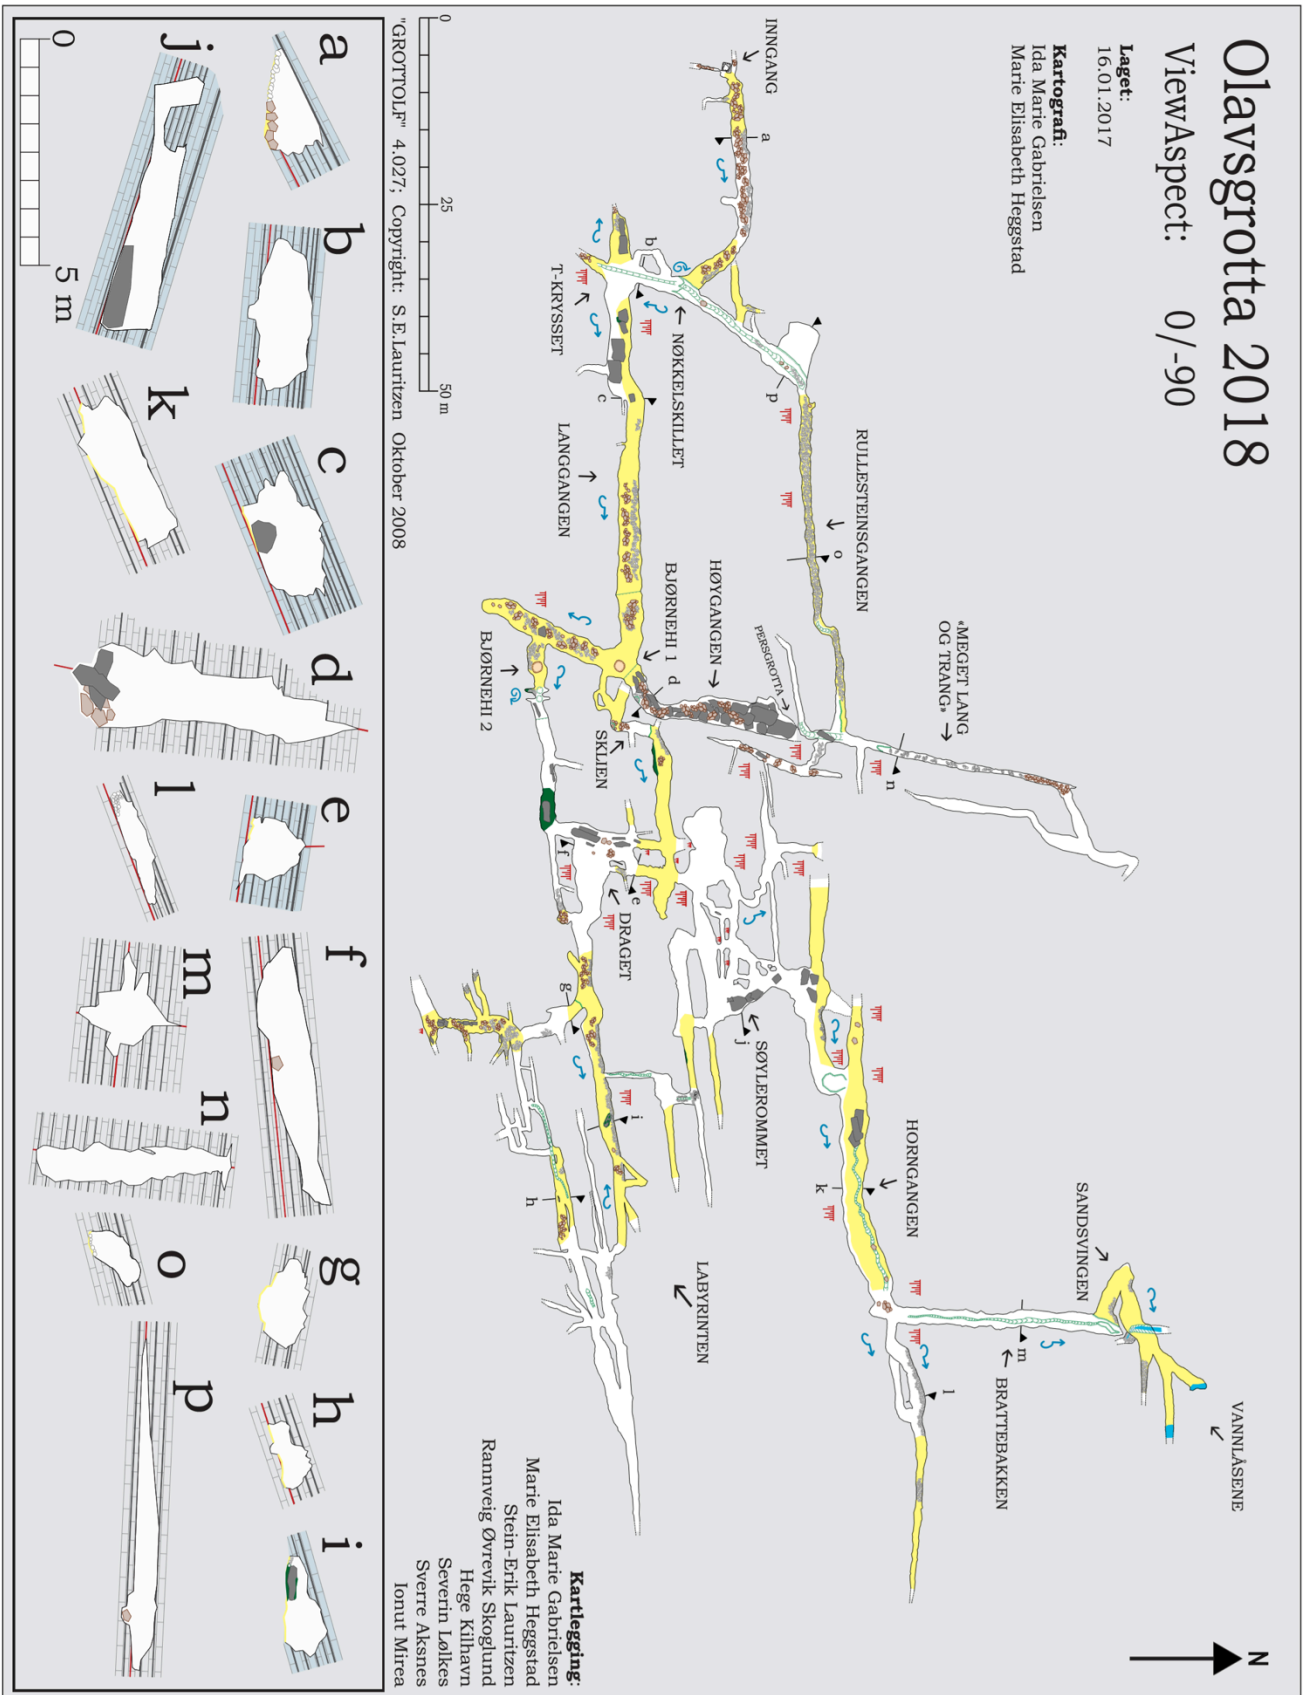 Olavsgrotta 2018
ViewAspect: 0/-90
Laget:
16.01.2017
Kartografi:
Ida Marie Gabrielsen
Marie Elisabeth Heggstad
N
VANNLÅSENE
SANDSVINGEN
BRATTEBAKKEN
m
l
«MEGET LANG
OG TRANG»
n
HORNGANGEN
k
RULLESTEINSGANGEN
o
p
PERSGROTTA
INNGANG
a
HØYGANGEN
SØYLEROMMET
j
NØKKELSKILLET
b
BJØRNEHI 1
d
LABYRINTEN
T-KRYSSET
c
LANGGANGEN
SKLIEN
e
DRAGET
f
i
BJØRNEHI 2
g
h
0
25
50 m
Kartlegging:
Ida Marie Gabrielsen
Marie Elisabeth Heggstad
Stein-Erik Lauritzen
Rannveig Øvrevik Skoglund
Hege Kilhavn
Severin Lølkes
Sverre Aksnes
Ionut Mirea
"GROTTOLF" 4.027; Copyright: S.E.Lauritzen Oktober 2008
a
b
c
d
e
f
g
h
i
j
k
l
m
n
o
p
0
5 m